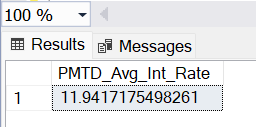 100 %
Results Messages
PMTD_Avg_Int_Rate
1 11.9417175498261